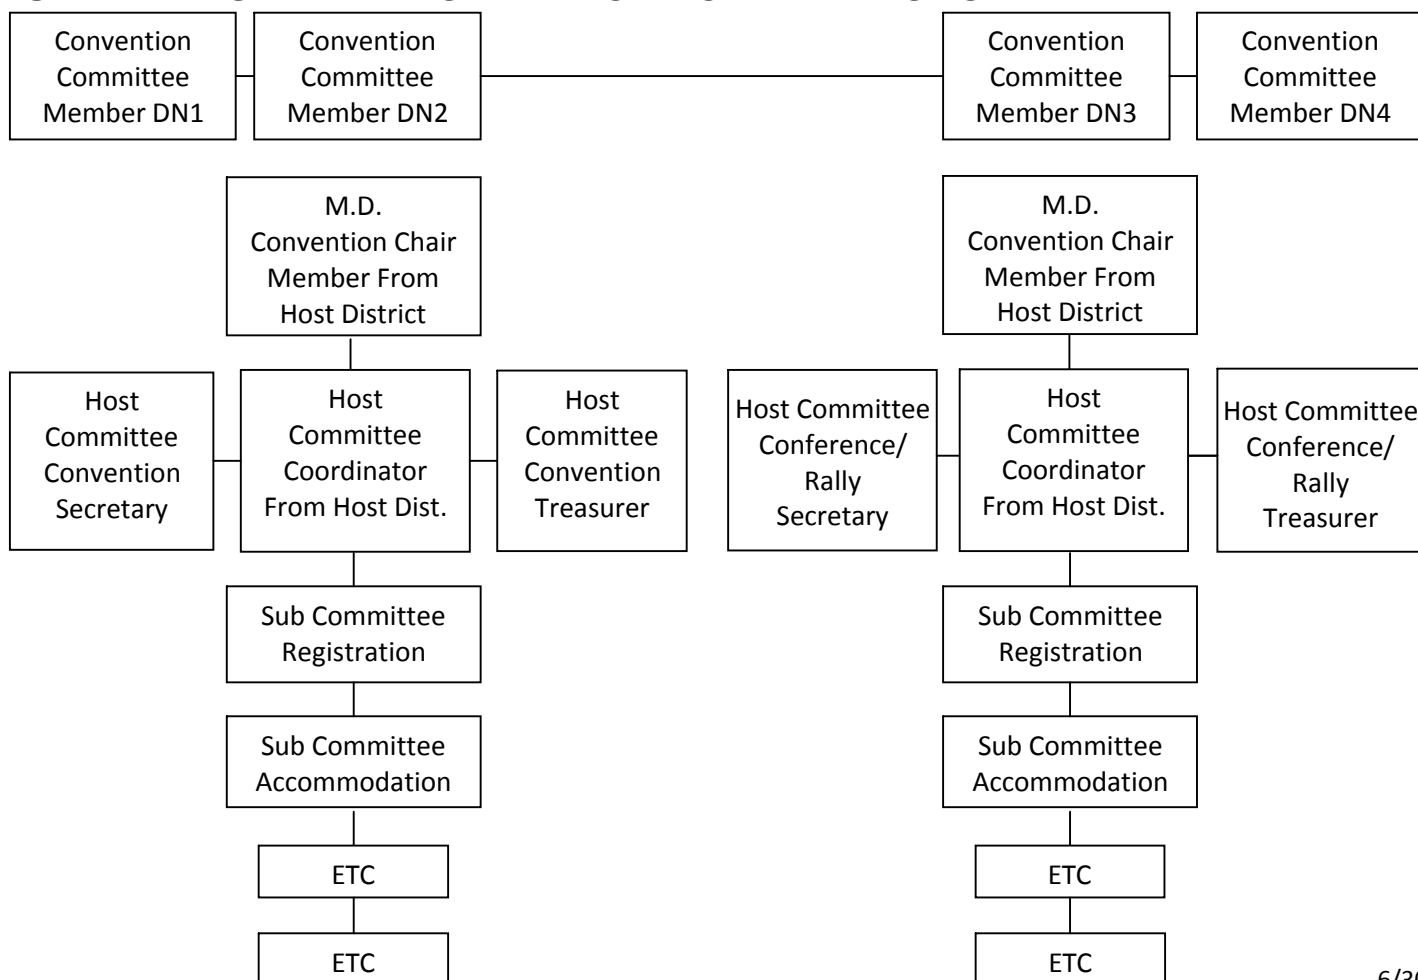 Convention
Committee
Member DN1
Convention
Committee
Member DN2
Convention
Committee
Member DN3
Convention
Committee
Member DN4
M.D.
Convention Chair
Member From
Host District
M.D.
Convention Chair
Member From
Host District
Host
Committee
Convention
Secretary
Host
Committee
Coordinator
From Host Dist.
Host
Committee
Convention
Treasurer
Host Committee
Conference/
Rally
Secretary
Host
Committee
Coordinator
From Host Dist.
Host Committee
Conference/
Rally
Treasurer
Sub Committee
Registration
Sub Committee
Registration
Sub Committee
Accommodation
Sub Committee
Accommodation
ETC
ETC
ETC
ETC